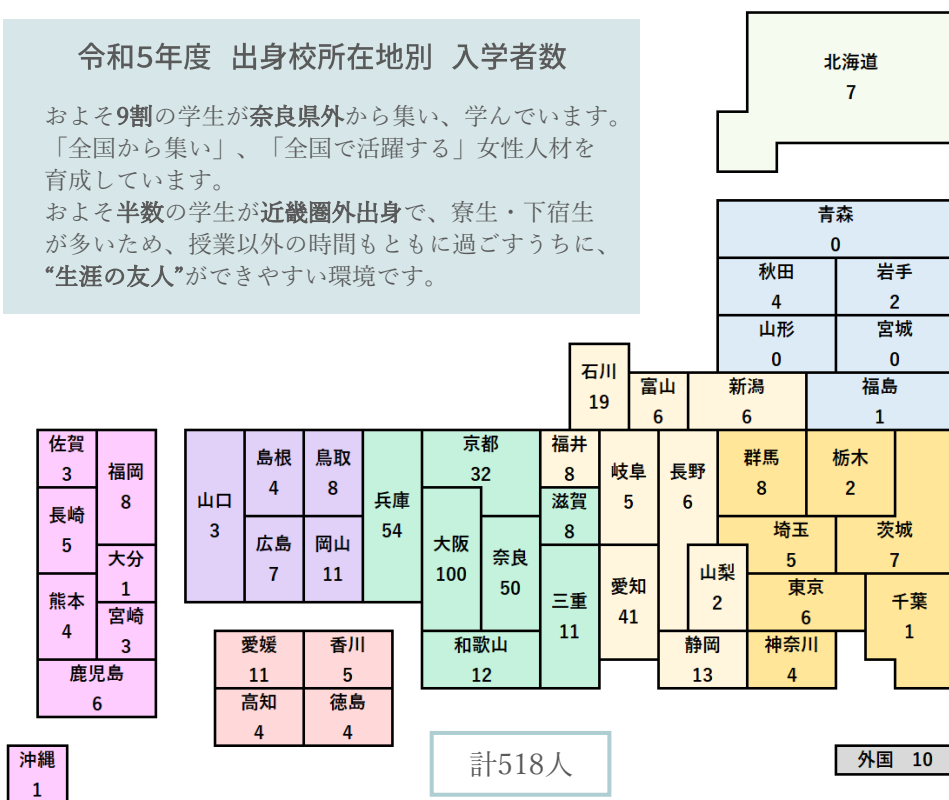 令和5年度 出身校所在地別 入学者数
およそ9割の学生が奈良県外から集い、学んでいます。
「全国から集い」、「全国で活躍する」女性人材を
育成しています。
およそ半数の学生が近畿圏外出身で、寮生・下宿生
が多いため、授業以外の時間もともに過ごすうちに、
“生涯の友人”ができやすい環境です。
北海道
7
青森
0
秋田
4
岩手
2
山形
0
宮城
0
福島
1
石川
19
富山
6
新潟
6
佐賀
3
福岡
8
長崎
5
大分
1
熊本
4
宮崎
3
鹿児島
6
沖縄
1
山口
3
島根
4
鳥取
8
広島
7
岡山
11
兵庫
54
京都
32
大阪
100
奈良
50
和歌山
12
福井
8
滋賀
8
三重
11
岐阜
5
愛知
41
長野
6
山梨
2
静岡
13
群馬
8
栃木
2
埼玉
5
茨城
7
東京
6
千葉
1
神奈川
4
愛媛
11
香川
5
高知
4
徳島
4
計518人
外国 10